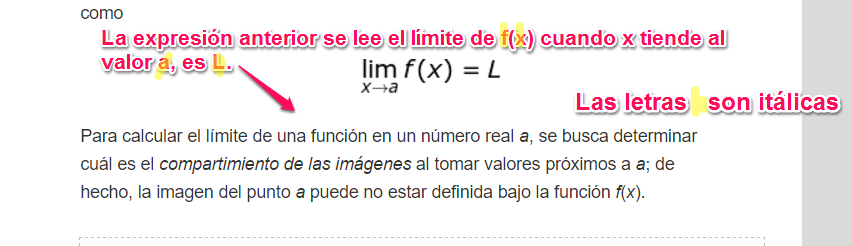 como
La expresión anterior se lee el límite de f(x) cuando x tiende al
valor a, es L.
lim f(x) = L
x→a
Las letras son itálicas
Para calcular el límite de una función en un número real a, se busca determinar
cuál es el compartimiento de las imágenes al tomar valores próximos a a; de
hecho, la imagen del punto a puede no estar definida bajo la función f(x).